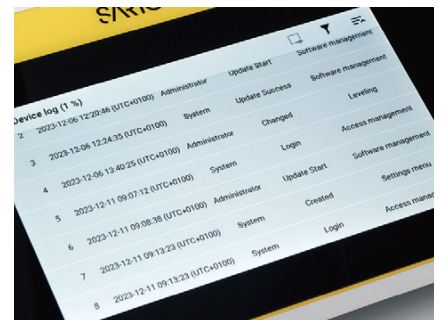 Device log (1 %)
2 2023-12-06 12:20:46 (UTC+0100) Administrator Update Start Software management
3 2023-12-06 12:24:35 (UTC+0100) System Update Success Software management
4 2023-12-06 13:40:25 (UTC+0100) Administrator Changed Leveling
5 2023-12-11 09:07:12 (UTC+0100) System Login Access management
6 2023-12-11 09:08:38 (UTC+0100) Administrator Update Start Software management
7 2023-12-11 09:13:23 (UTC+0100) System Created Settings menu
8 2023-12-11 09:13:23 (UTC+0100) System Login Access manag